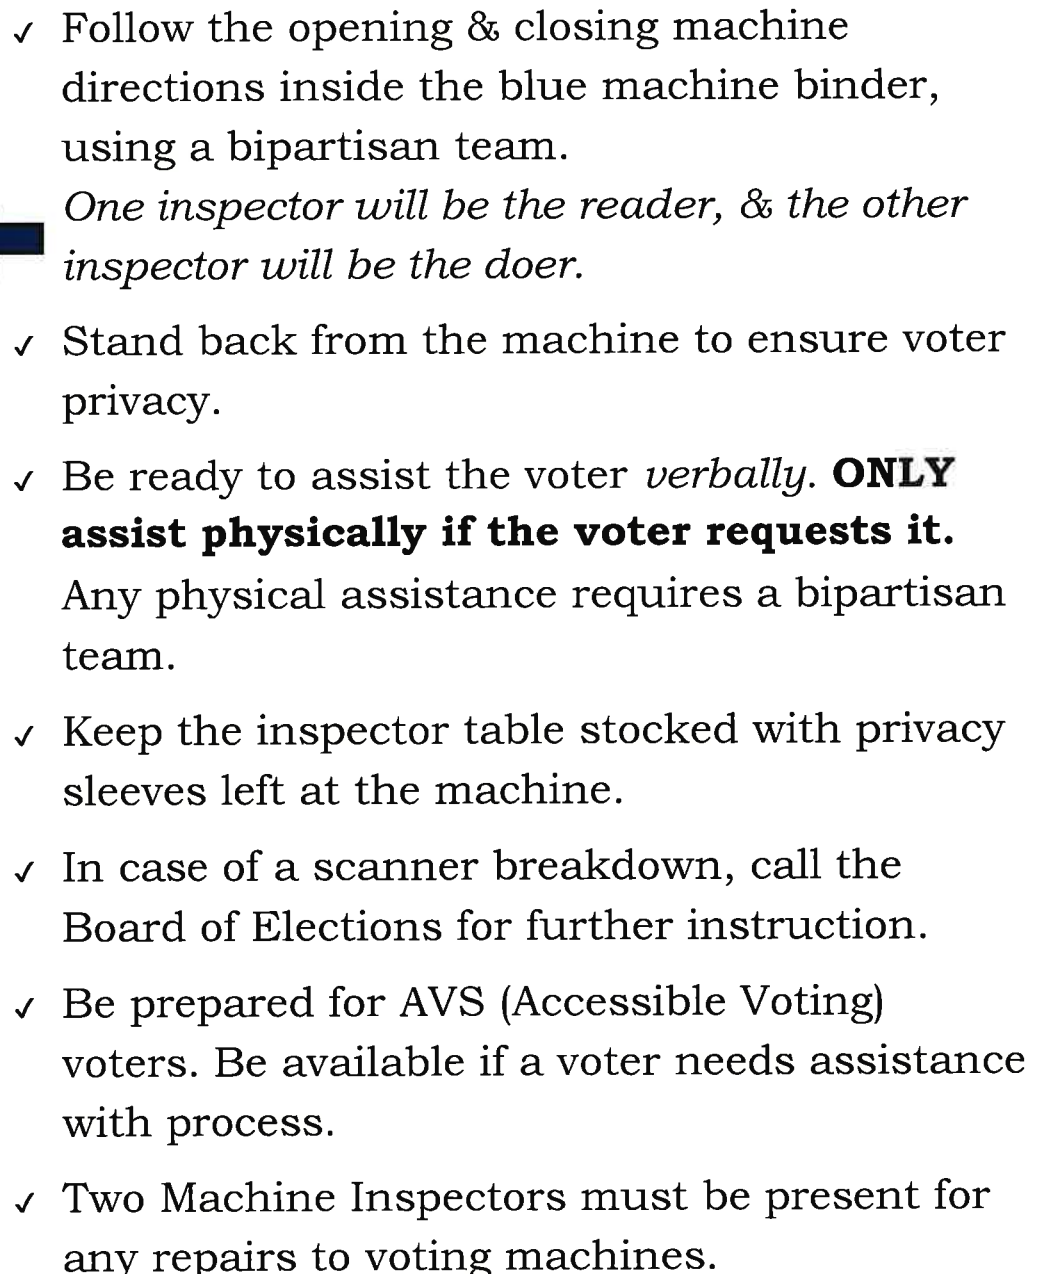 ✓ Follow the opening & closing machine
directions inside the blue machine binder,
using a bipartisan team.
One inspector will be the reader, & the other
inspector will be the doer.
✓ Stand back from the machine to ensure voter
privacy.
✓ Be ready to assist the voter verbally. ONLY
assist physically if the voter requests it.
Any physical assistance requires a bipartisan
team.
✓ Keep the inspector table stocked with privacy
sleeves left at the machine.
✓ In case of a scanner breakdown, call the
Board of Elections for further instruction.
✓ Be prepared for AVS (Accessible Voting)
voters. Be available if a voter needs assistance
with process.
✓ Two Machine Inspectors must be present for
any repairs to voting machines.